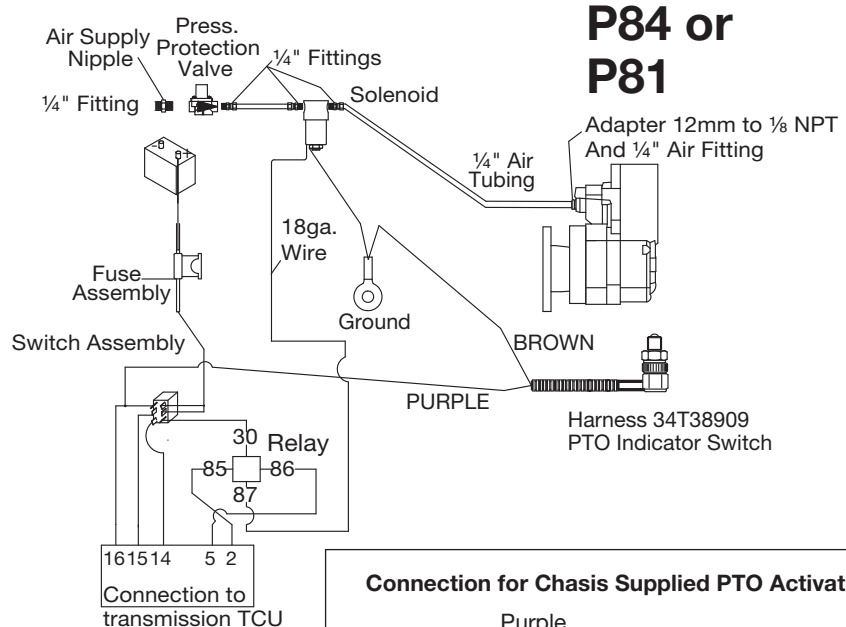 P84 or
P81
Air Supply
Nipple
Press.
Protection
Valve
¼" Fittings
¼" Fitting
Solenoid
Adapter 12mm to ⅛ NPT
And ¼" Air Fitting
¼" Air
Tubing
- +
18ga.
Wire
Fuse
Assembly
Ground
Switch Assembly
BROWN
PURPLE
Harness 34T38909
PTO Indicator Switch
30
Relay
85
86
87
16 15 14 5 2
Connection to
transmission TCU
Connection for Chasis Supplied PTO Activat
Purple